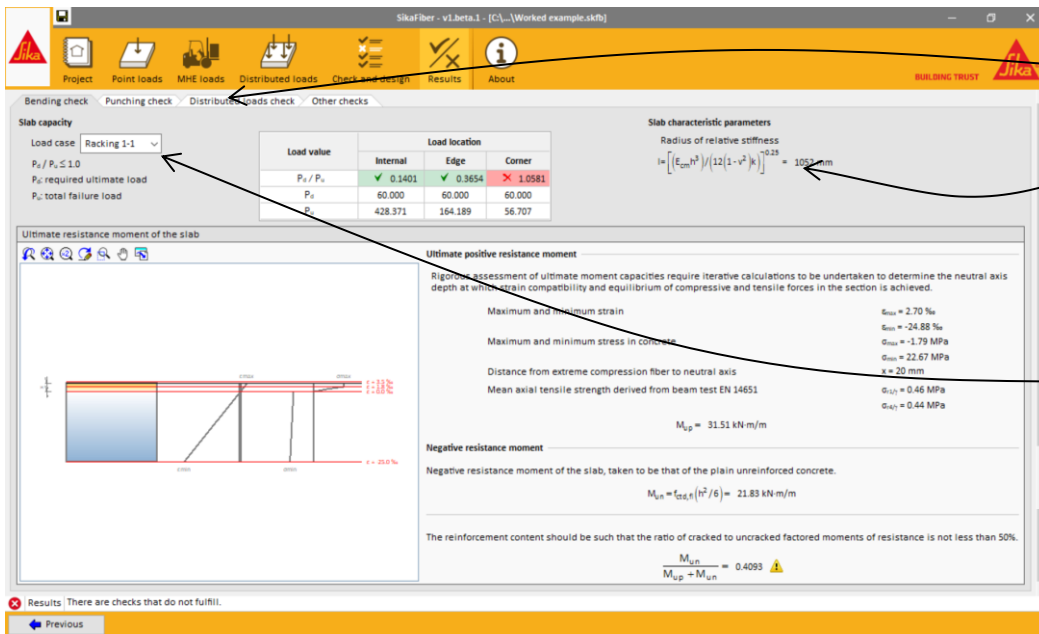 SikaFiber - v1.beta.1 - [C:\...\Worked example.skfb]
Sika
Project Point loads MHE loads Distributed loads Check and design Results About
BUILDING TRUST
Sika
Bending check Punching check Distributed loads check Other checks
Slab capacity
Load case Racking 1-1
Pd / Pu ≤ 1.0
Pd: required ultimate load
Pu: total failure load
Load value Load location
Internal Edge Corner
Pd / Pu 0.1401 0.3654 1.0581
Pd 60.000 60.000 60.000
Pu 428.371 164.189 56.707
Slab characteristic parameters
Radius of relative stiffness
l=[(Ecmh³)/(12(1-ν²)k)]^0.25 = 1052 mm
Ultimate resistance moment of the slab
Ultimate positive resistance moment
Rigorous assessment of ultimate moment capacities require iterative calculations to be undertaken to determine the neutral axis
depth at which strain compatibility and equilibrium of compressive and tensile forces in the section is achieved.
Maximum and minimum strain εmax = 2.70 ‰
εmin = -24.88 ‰
Maximum and minimum stress in concrete σmax = -1.79 MPa
σmin = 22.67 MPa
Distance from extreme compression fiber to neutral axis x = 20 mm
Mean axial tensile strength derived from beam test EN 14651 σr1/γ = 0.46 MPa
σr4/γ = 0.44 MPa
Mup = 31.51 kN·m/m
Negative resistance moment
Negative resistance moment of the slab, taken to be that of the plain unreinforced concrete.
Mun = fctd,fl(h²/6) = 21.83 kN·m/m
The reinforcement content should be such that the ratio of cracked to uncracked factored moments of resistance is not less than 50%.
Mun
Mup + Mun
= 0.4093
ε = -25.0 ‰
Results There are checks that do not fulfill.
Previous